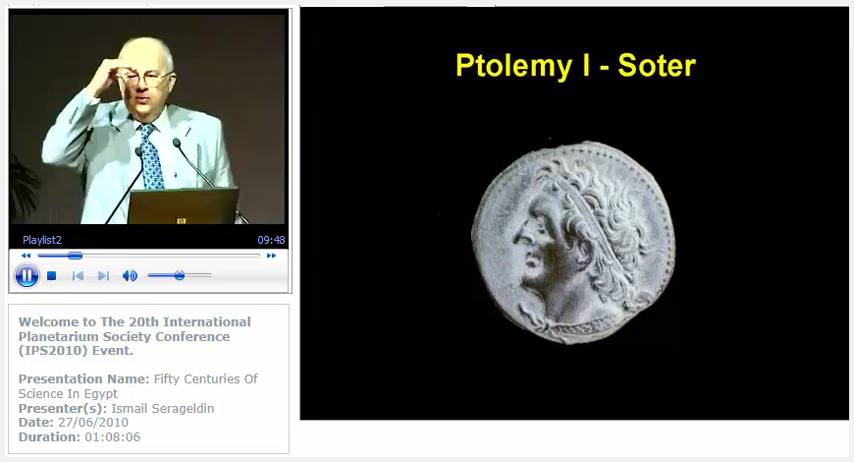 Ptolemy I - Soter
Playlist2
09:48
Welcome to The 20th International
Planetarium Society Conference
(IPS2010) Event.
Presentation Name: Fifty Centuries Of
Science In Egypt
Presenter(s): Ismail Serageldin
Date: 27/06/2010
Duration: 01:08:06